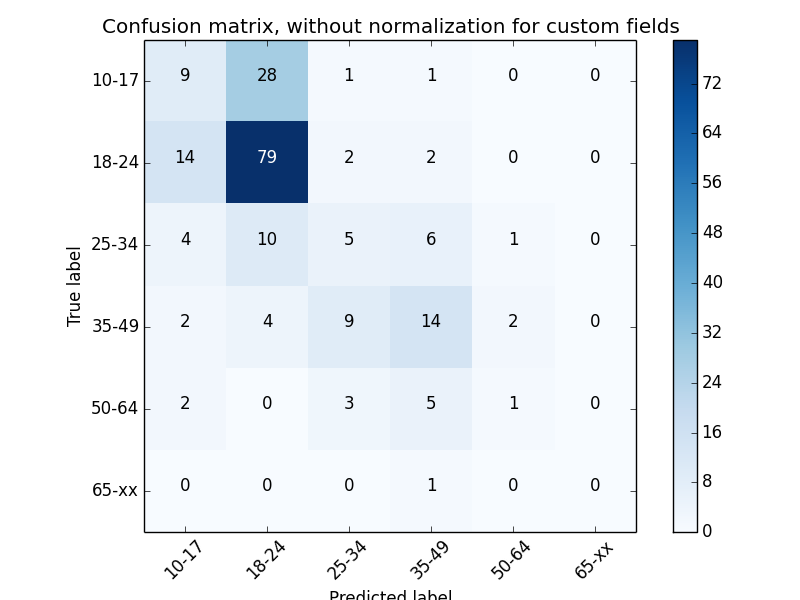 Confusion matrix, without normalization for custom fields
10-17 9 28 1 1 0 0
18-24 14 79 2 2 0 0
25-34 4 10 5 6 1 0
35-49 2 4 9 14 2 0
50-64 2 0 3 5 1 0
65-xx 0 0 0 1 0 0
True label
10-17 18-24 25-34 35-49 50-64 65-xx
Predicted label
72
64
56
48
40
32
24
16
8
0